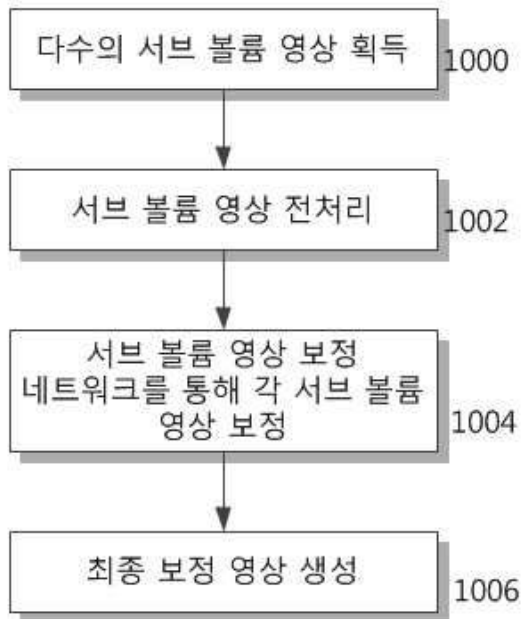 다수의 서브 볼륨 영상 획득
1000
서브 볼륨 영상 전처리
1002
서브 볼륨 영상 보정
네트워크를 통해 각 서브 볼륨
영상 보정
1004
최종 보정 영상 생성
1006